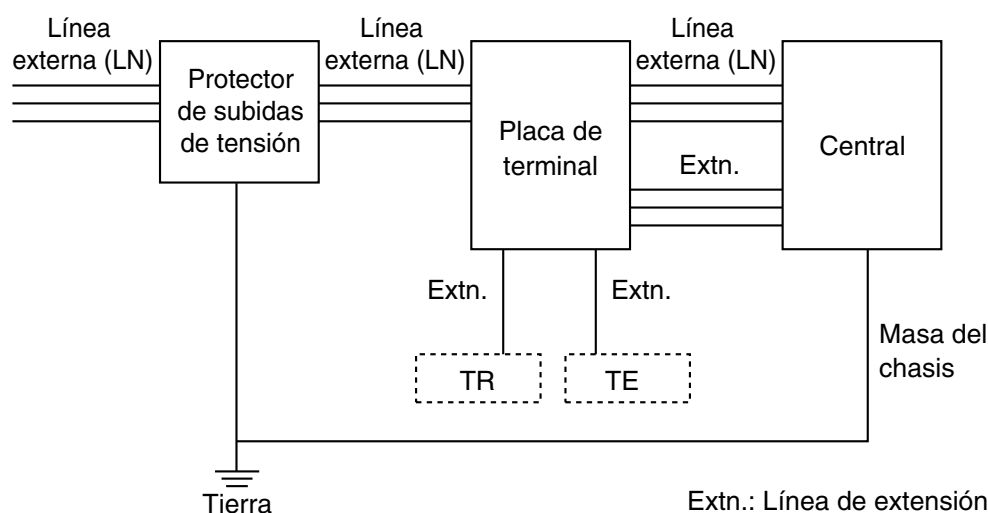 Línea
externa (LN)
Línea
externa (LN)
Línea
externa (LN)
Protector
de subidas
de tensión
Placa de
terminal
Central
Extn.
Extn.
Extn.
Masa del
chasis
TR
TE
Tierra
Extn.: Línea de extensión